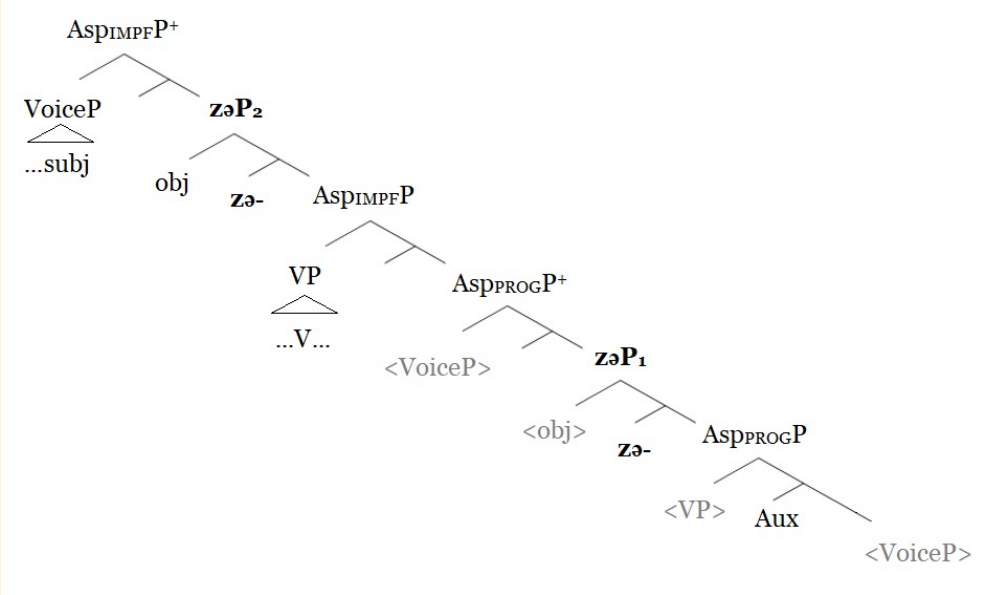 AspIMPFP⁺
VoiceP
zəP₂
...subj
obj
zə-
AspIMPFP
VP
AspPROGP⁺
...V...
<VoiceP>
zəP₁
<obj>
zə-
AspPROGP
<VP>
Aux
<VoiceP>